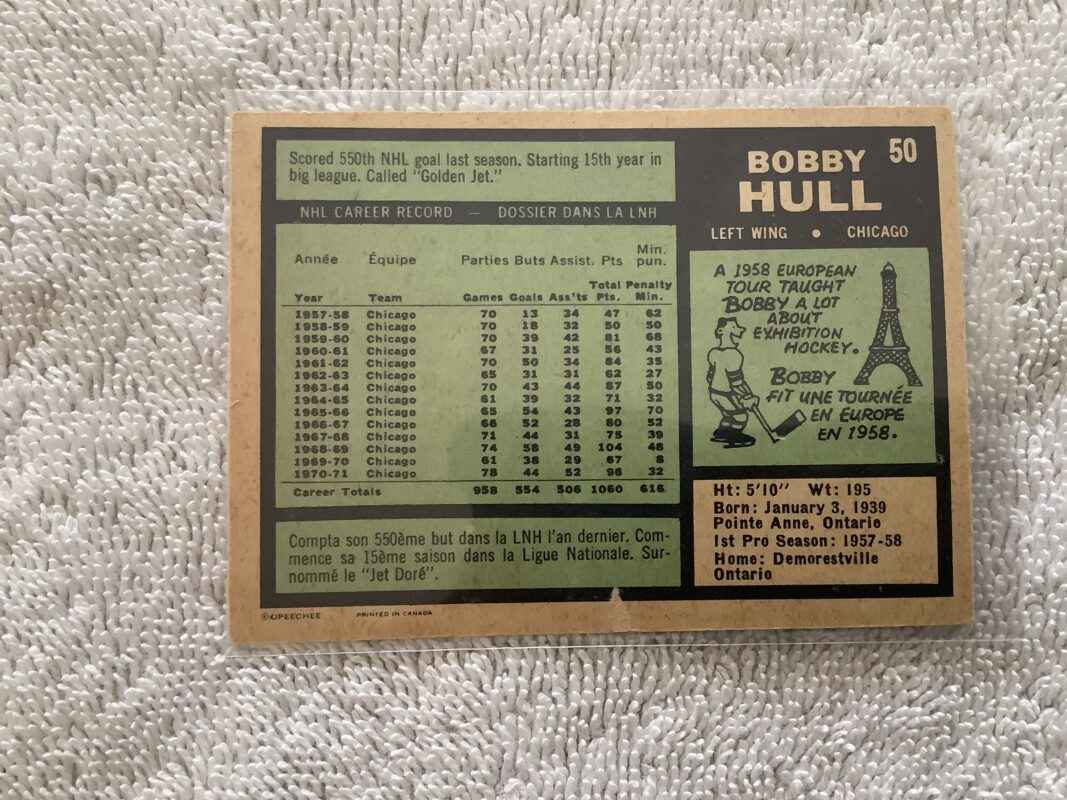 Scored 550th NHL goal last season. Starting 15th year in
big league. Called "Golden Jet."
NHL CAREER RECORD — DOSSIER DANS LA LNH
Année Équipe Parties Buts Assist. Pts Min. pun.
Year Team Games Goals Ass'ts Total Pts. Penalty Min.
1957-58 Chicago 70 13 34 47 62
1958-59 Chicago 70 18 32 50 50
1959-60 Chicago 70 39 42 81 68
1960-61 Chicago 67 31 25 56 43
1961-62 Chicago 70 50 34 84 35
1962-63 Chicago 65 31 31 62 27
1963-64 Chicago 70 43 44 87 50
1964-65 Chicago 61 39 32 71 32
1965-66 Chicago 65 54 43 97 70
1966-67 Chicago 66 52 28 80 52
1967-68 Chicago 71 44 31 75 39
1968-69 Chicago 74 58 49 104 48
1969-70 Chicago 61 38 29 67 8
1970-71 Chicago 78 44 52 96 32
Career Totals 958 554 506 1060 616
Compta son 550ème but dans la LNH l'an dernier. Com-
mence sa 15ème saison dans la Ligue Nationale. Sur-
nommé le "Jet Doré".
©OPEECHEE PRINTED IN CANADA
BOBBY 50
HULL
LEFT WING • CHICAGO
A 1958 EUROPEAN
TOUR TAUGHT
BOBBY A LOT
ABOUT
EXHIBITION
HOCKEY.
BOBBY
FIT UNE TOURNÉE
EN EUROPE
EN 1958.
Ht: 5'10" Wt: 195
Born: January 3, 1939
Pointe Anne, Ontario
1st Pro Season: 1957-58
Home: Demorestville
Ontario